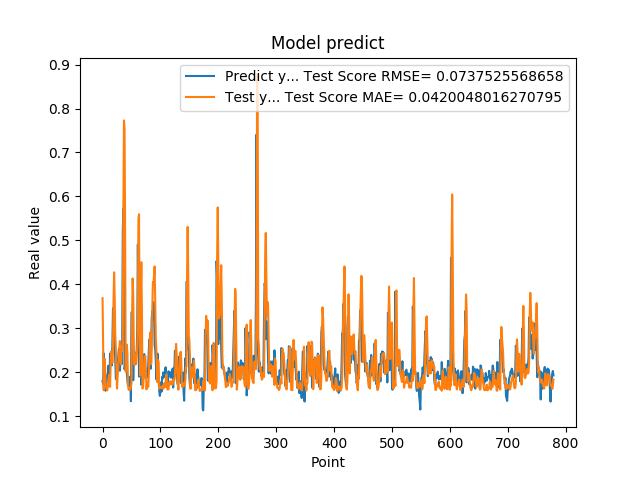 Model predict
Predict y... Test Score RMSE= 0.0737525568658
Test y... Test Score MAE= 0.0420048016270795
Real value
0.9
0.8
0.7
0.6
0.5
0.4
0.3
0.2
0.1
0 100 200 300 400 500 600 700 800
Point